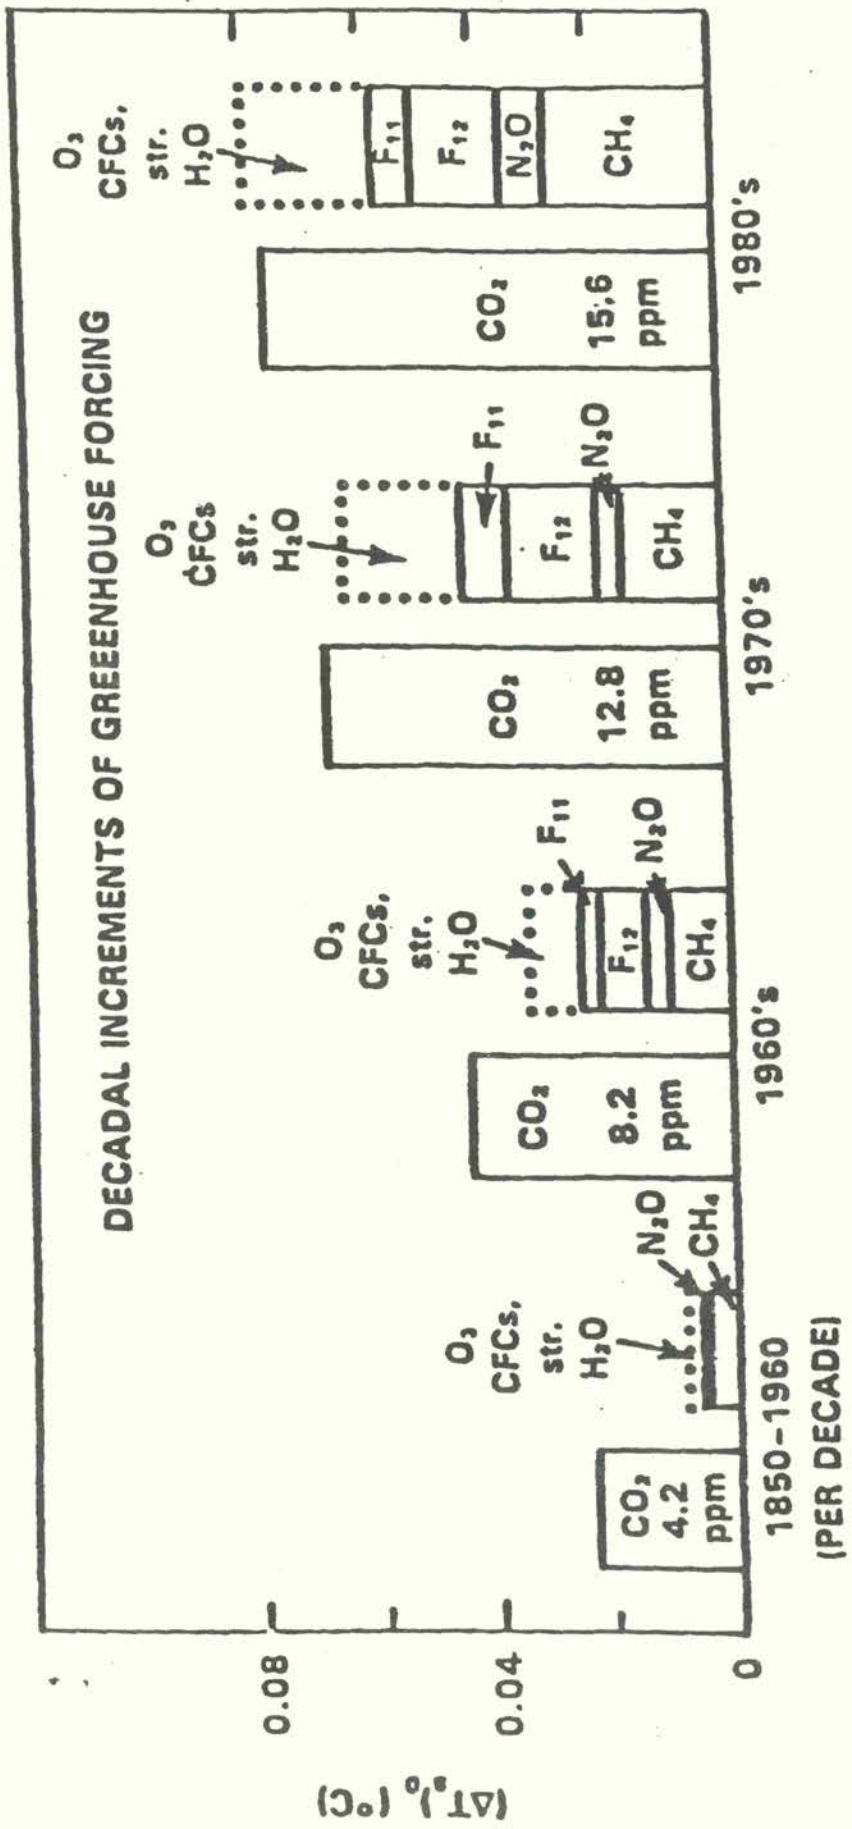 DECADAL INCREMENTS OF GREEENHOUSE FORCING
(ΔTₛ)₀ (°C)
0.08
0.04
0
CO₂
4.2
ppm
O₃
CFCs,
str.
H₂O
N₂O
CH₄
1850-1960
(PER DECADE)
CO₂
8.2
ppm
O₃
CFCs,
str.
H₂O
F₁₁
F₁₂
N₂O
CH₄
1960's
CO₂
12.8
ppm
O₃
CFCs
str.
H₂O
F₁₁
F₁₂
N₂O
CH₄
1970's
CO₂
15.6
ppm
O₃
CFCs,
str.
H₂O
F₁₁
F₁₂
N₂O
CH₄
1980's